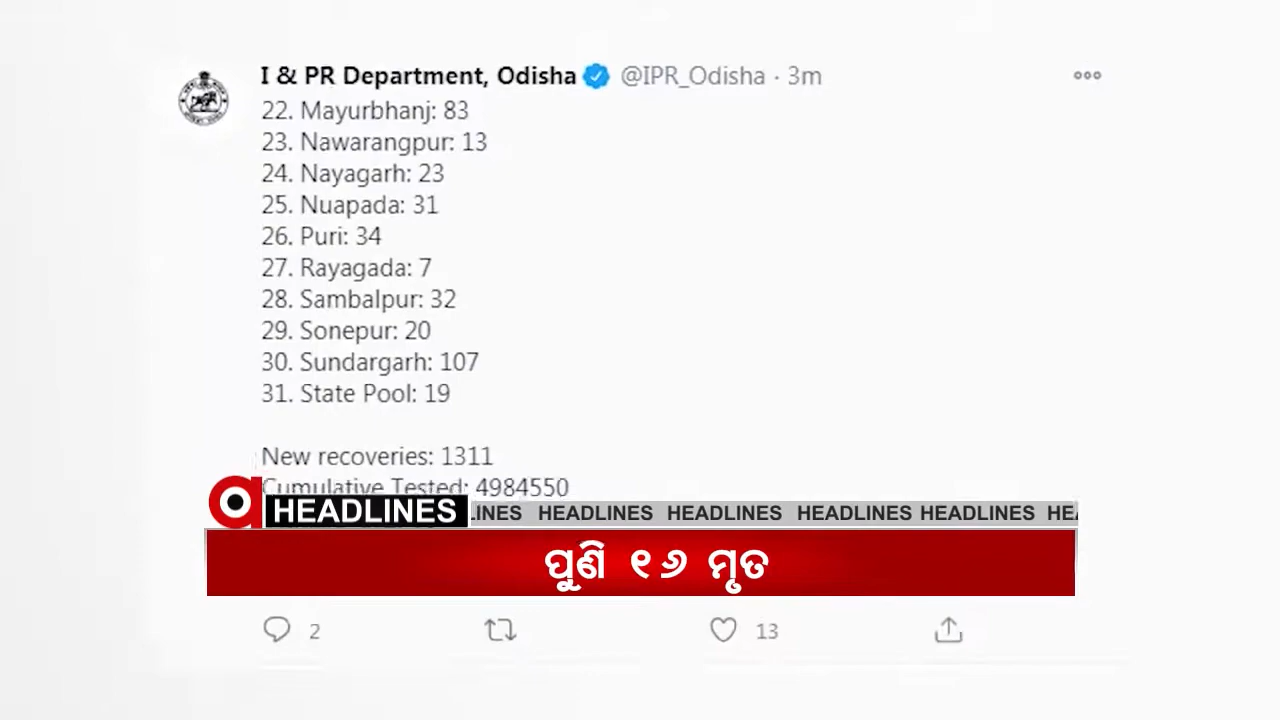 I & PR Department, Odisha @IPR_Odisha · 3m
22. Mayurbhanj: 83
23. Nawarangpur: 13
24. Nayagarh: 23
25. Nuapada: 31
26. Puri: 34
27. Rayagada: 7
28. Sambalpur: 32
29. Sonepur: 20
30. Sundargarh: 107
31. State Pool: 19
New recoveries: 1311
Cumulative Tested: 4984550
HEADLINES LINES HEADLINES HEADLINES HEADLINES HEADLINES HEA
ପୁଣି ୧୬ ମୃତ
2 13